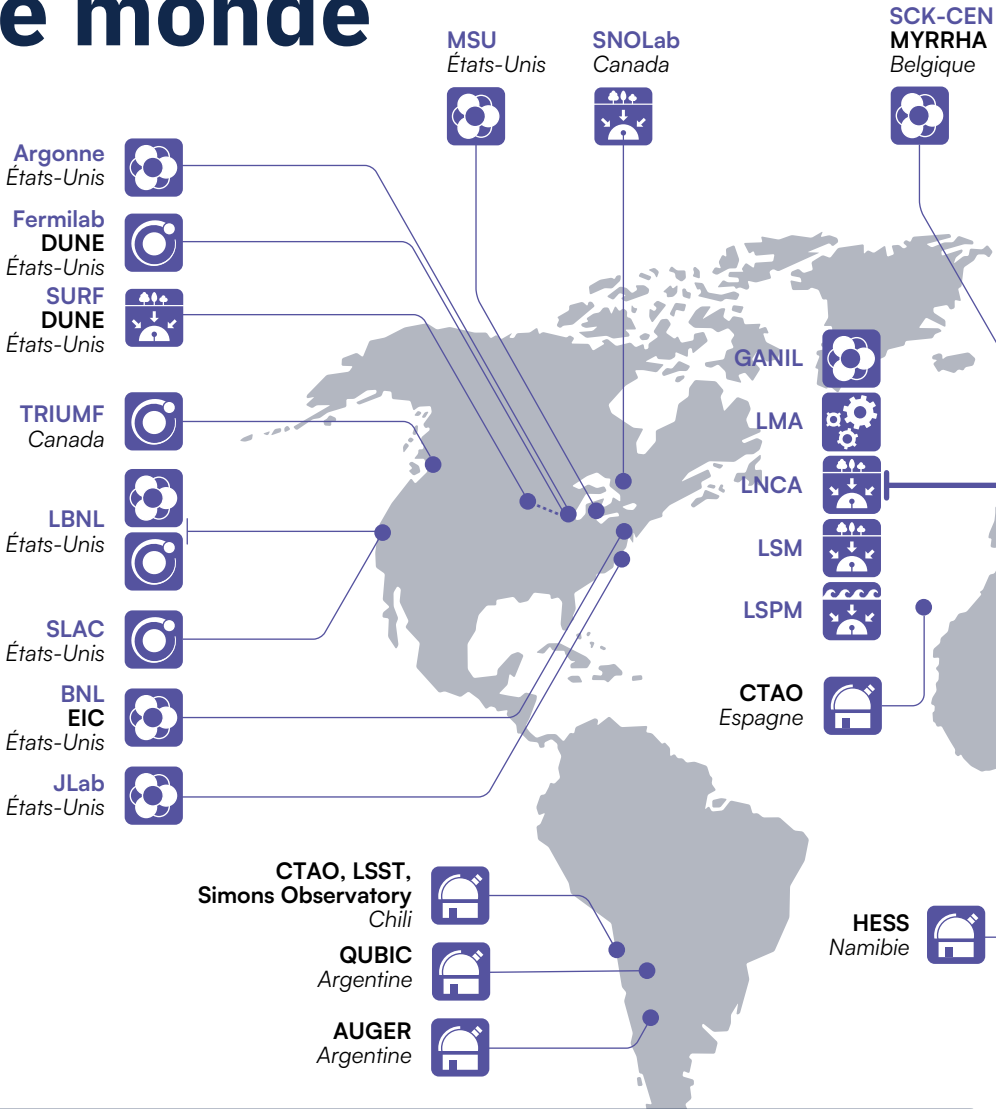 e monde
MSU
États-Unis
SNOLab
Canada
SCK-CEN
MYRRHA
Belgique
Argonne
États-Unis
Fermilab
DUNE
États-Unis
SURF
DUNE
États-Unis
TRIUMF
Canada
LBNL
États-Unis
SLAC
États-Unis
BNL
EIC
États-Unis
JLab
États-Unis
GANIL
LMA
LNCA
LSM
LSPM
CTAO
Espagne
CTAO, LSST,
Simons Observatory
Chili
QUBIC
Argentine
AUGER
Argentine
HESS
Namibie